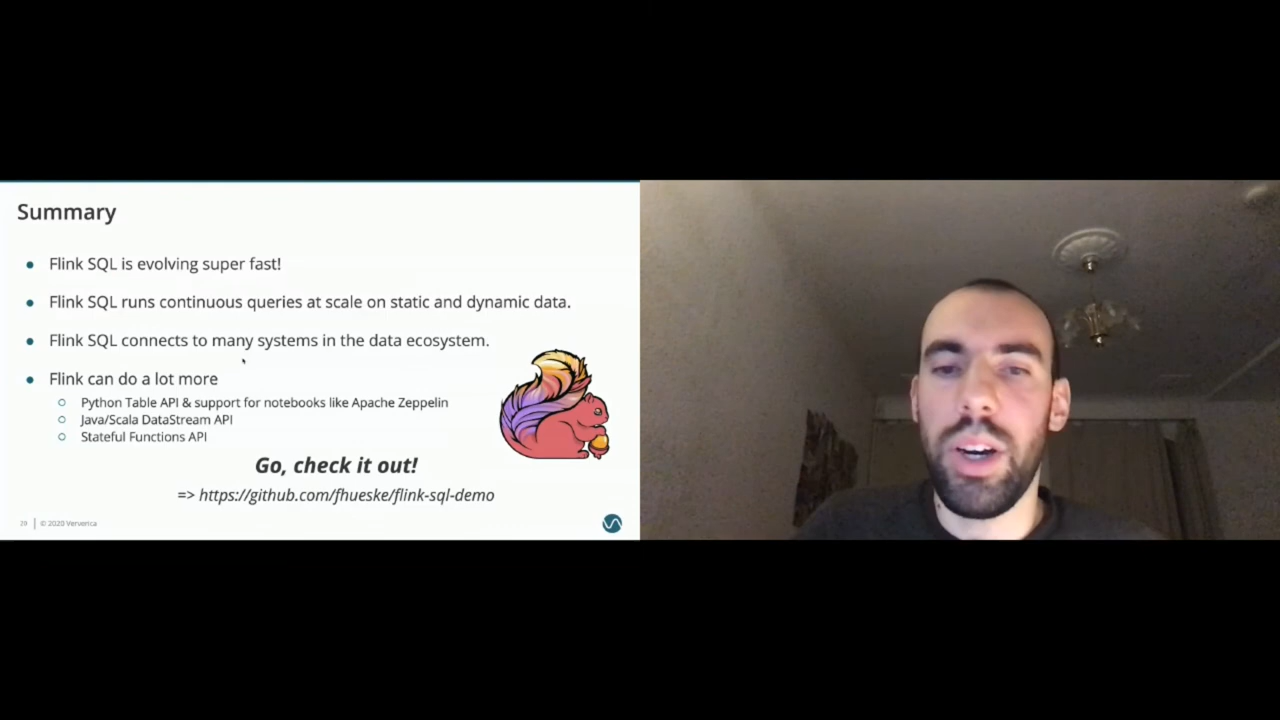 Summary
Flink SQL is evolving super fast!
Flink SQL runs continuous queries at scale on static and dynamic data.
Flink SQL connects to many systems in the data ecosystem.
Flink can do a lot more
Python Table API & support for notebooks like Apache Zeppelin
Java/Scala DataStream API
Stateful Functions API
Go, check it out!
=> https://github.com/fhueske/flink-sql-demo
29 | © 2020 Ververica